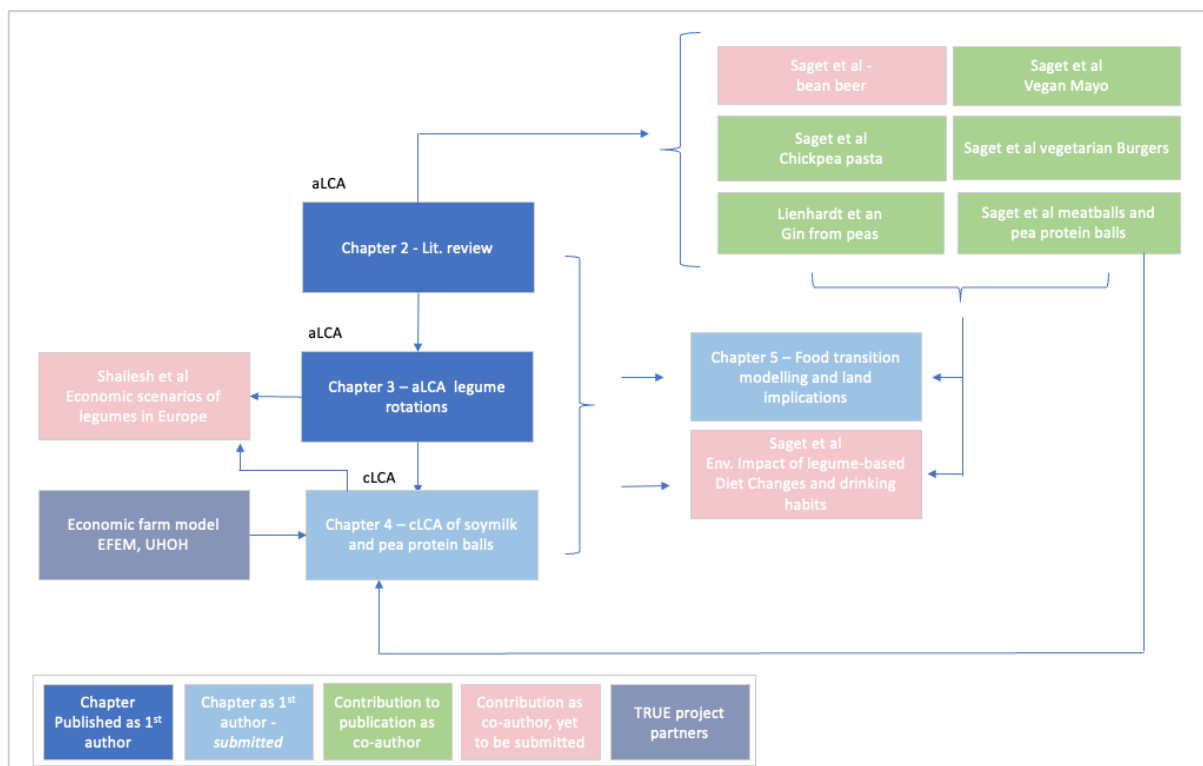 Saget et al -
bean beer
Saget et al
Vegan Mayo
Saget et al
Chickpea pasta
Saget et al vegetarian Burgers
Lienhardt et an
Gin from peas
Saget et al meatballs and
pea protein balls
aLCA
Chapter 2 - Lit. review
aLCA
Chapter 3 – aLCA  legume
rotations
Shailesh et al
Economic scenarios of
legumes in Europe
Chapter 5 – Food transition
modelling and land
implications
Saget et al
Env. Impact of legume-based
Diet Changes and drinking
habits
cLCA
Chapter 4 – cLCA of soymilk
and pea protein balls
Economic farm model
EFEM, UHOH
Chapter
Published as 1st
author
Chapter as 1st
author -
submitted
Contribution to
publication as
co-author
Contribution as
co-author, yet
to be submitted
TRUE project
partners